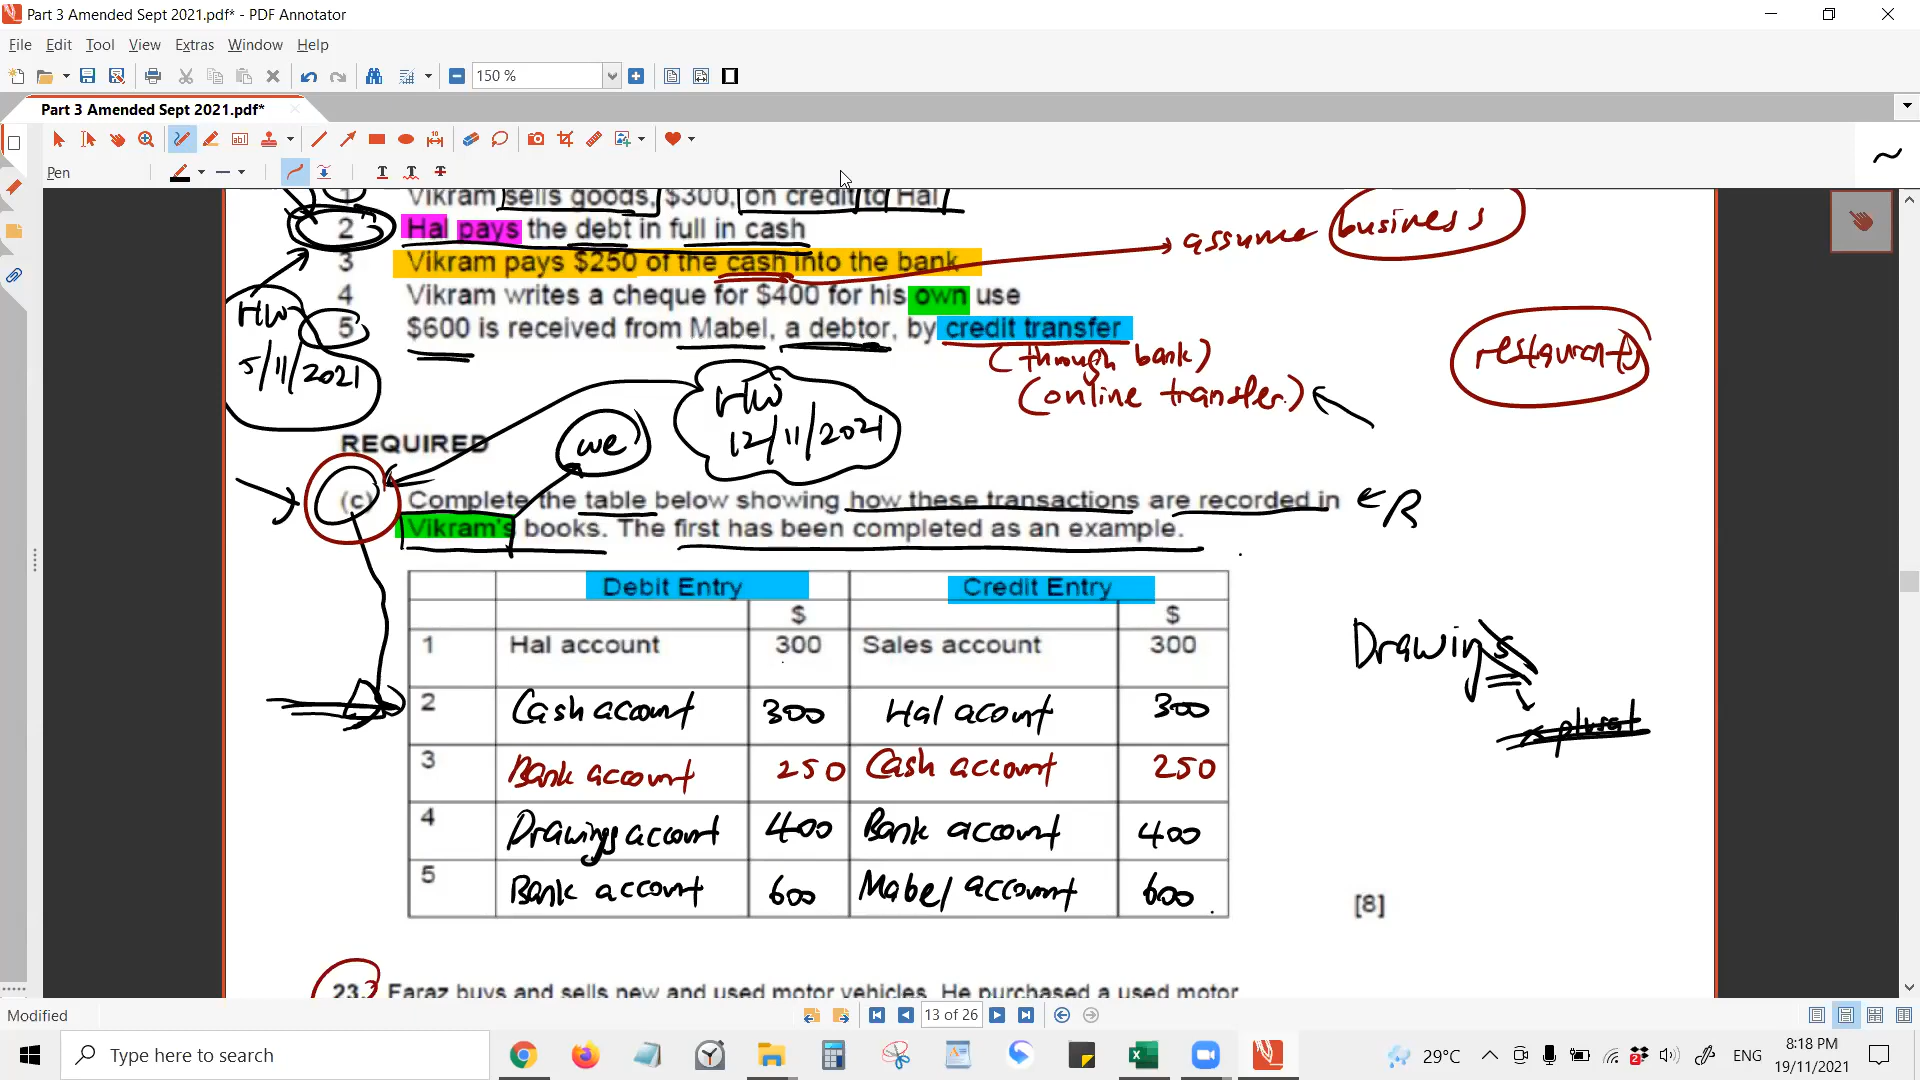 Part 3 Amended Sept 2021.pdf* - PDF Annotator
File Edit Tool View Extras Window Help
150 %
Part 3 Amended Sept 2021.pdf*
Pen
1 Vikram sells goods, $300, on credit to Hal
2 Hal pays the debt in full in cash
3 Vikram pays $250 of the cash into the bank
assume business
4 Vikram writes a cheque for $400 for his own use
5 $600 is received from Mabel, a debtor, by credit transfer
HW
5/11/2021
(through bank)
(online transfer)
restaurants
HW
12/11/2021
we
REQUIRED
(c) Complete the table below showing how these transactions are recorded in
Vikram's books. The first has been completed as an example.
R
Debit Entry Credit Entry
$ $
1 Hal account 300 Sales account 300
2 Cash acount 300 Hal acount 300
3 Bank account 250 Cash account 250
4 Drawings account 400 Bank account 400
5 Bank account 600 Mabel account 600
Drawings
plural
[8]
23. Faraz buys and sells new and used motor vehicles. He purchased a used motor
Modified
13 of 26
Type here to search
29°C
ENG
8:18 PM
19/11/2021